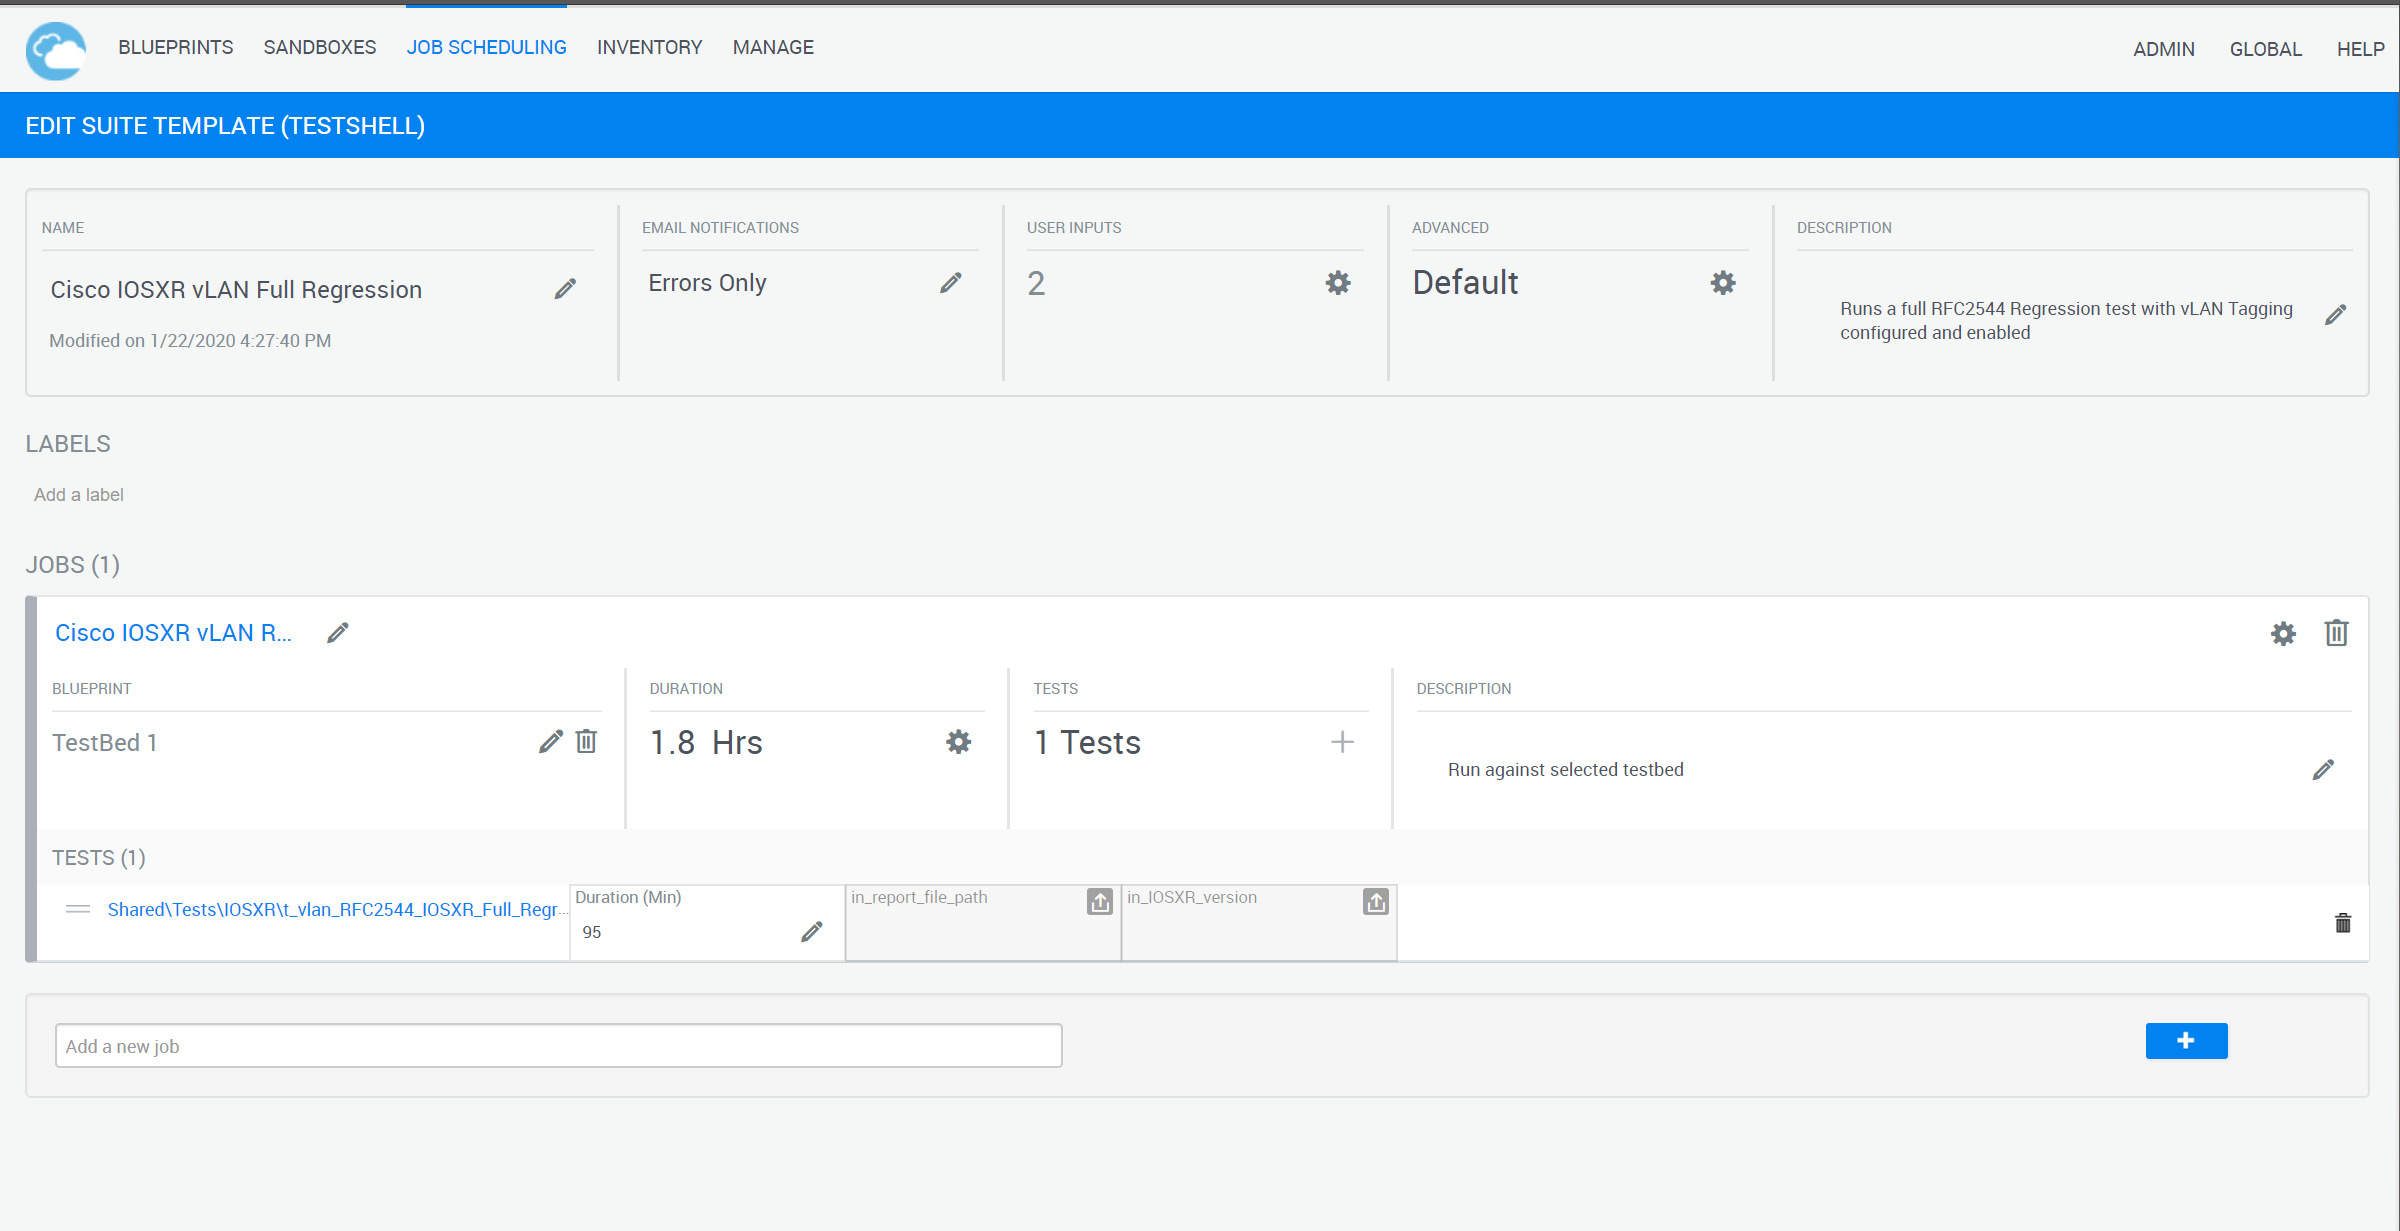 BLUEPRINTS SANDBOXES JOB SCHEDULING INVENTORY MANAGE ADMIN GLOBAL HELP
EDIT SUITE TEMPLATE (TESTSHELL)
NAME
Cisco IOSXR vLAN Full Regression
Modified on 1/22/2020 4:27:40 PM
EMAIL NOTIFICATIONS
Errors Only
USER INPUTS
2
ADVANCED
Default
DESCRIPTION
Runs a full RFC2544 Regression test with vLAN Tagging
configured and enabled
LABELS
Add a label
JOBS (1)
Cisco IOSXR vLAN R...
BLUEPRINT
TestBed 1
DURATION
1.8 Hrs
TESTS
1 Tests
DESCRIPTION
Run against selected testbed
TESTS (1)
Shared\Tests\IOSXR\t_vlan_RFC2544_IOSXR_Full_Regr...
Duration (Min)
95
in_report_file_path
in_IOSXR_version
Add a new job